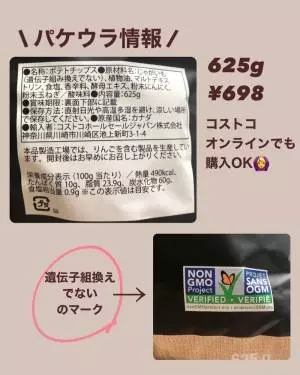 \ パケウラ情報 /
●名称:ポテトチップス●原材料名:じゃがいも
(遺伝子組み換えでない)、植物油、マルトデキス
トリン、食塩、香辛料、酵母エキス、粉末にんにく、
粉末玉ねぎ／酸味料●内容量:625g
●賞味期限:裏面下部に記載
●保存方法:直射日光や高温多湿を避け、涼しい場所
で保存してください。●原産国名:カナダ
●輸入者:コストコホールセールジャパン株式会社
神奈川県川崎市川崎区池上新町3-1-4
本品製造工場では、りんごを含む製品を生産してい
ます。開封後はお早めにお召し上がりください。
栄養成分表示 (100g 当たり) ／ 熱量 490kcal、
たんぱく質 10g、脂質 23.9g、炭水化物 60g、
食塩相当量 0.9g ※この表示値は目安です。
625g
¥698
コストコ
オンラインでも
購入OK🙆‍♀️
遺伝子組換え
でない
のマーク
NON
GMO
Project
VERIFIED
PROJET
SANS
OGM
VÉRIFIÉ